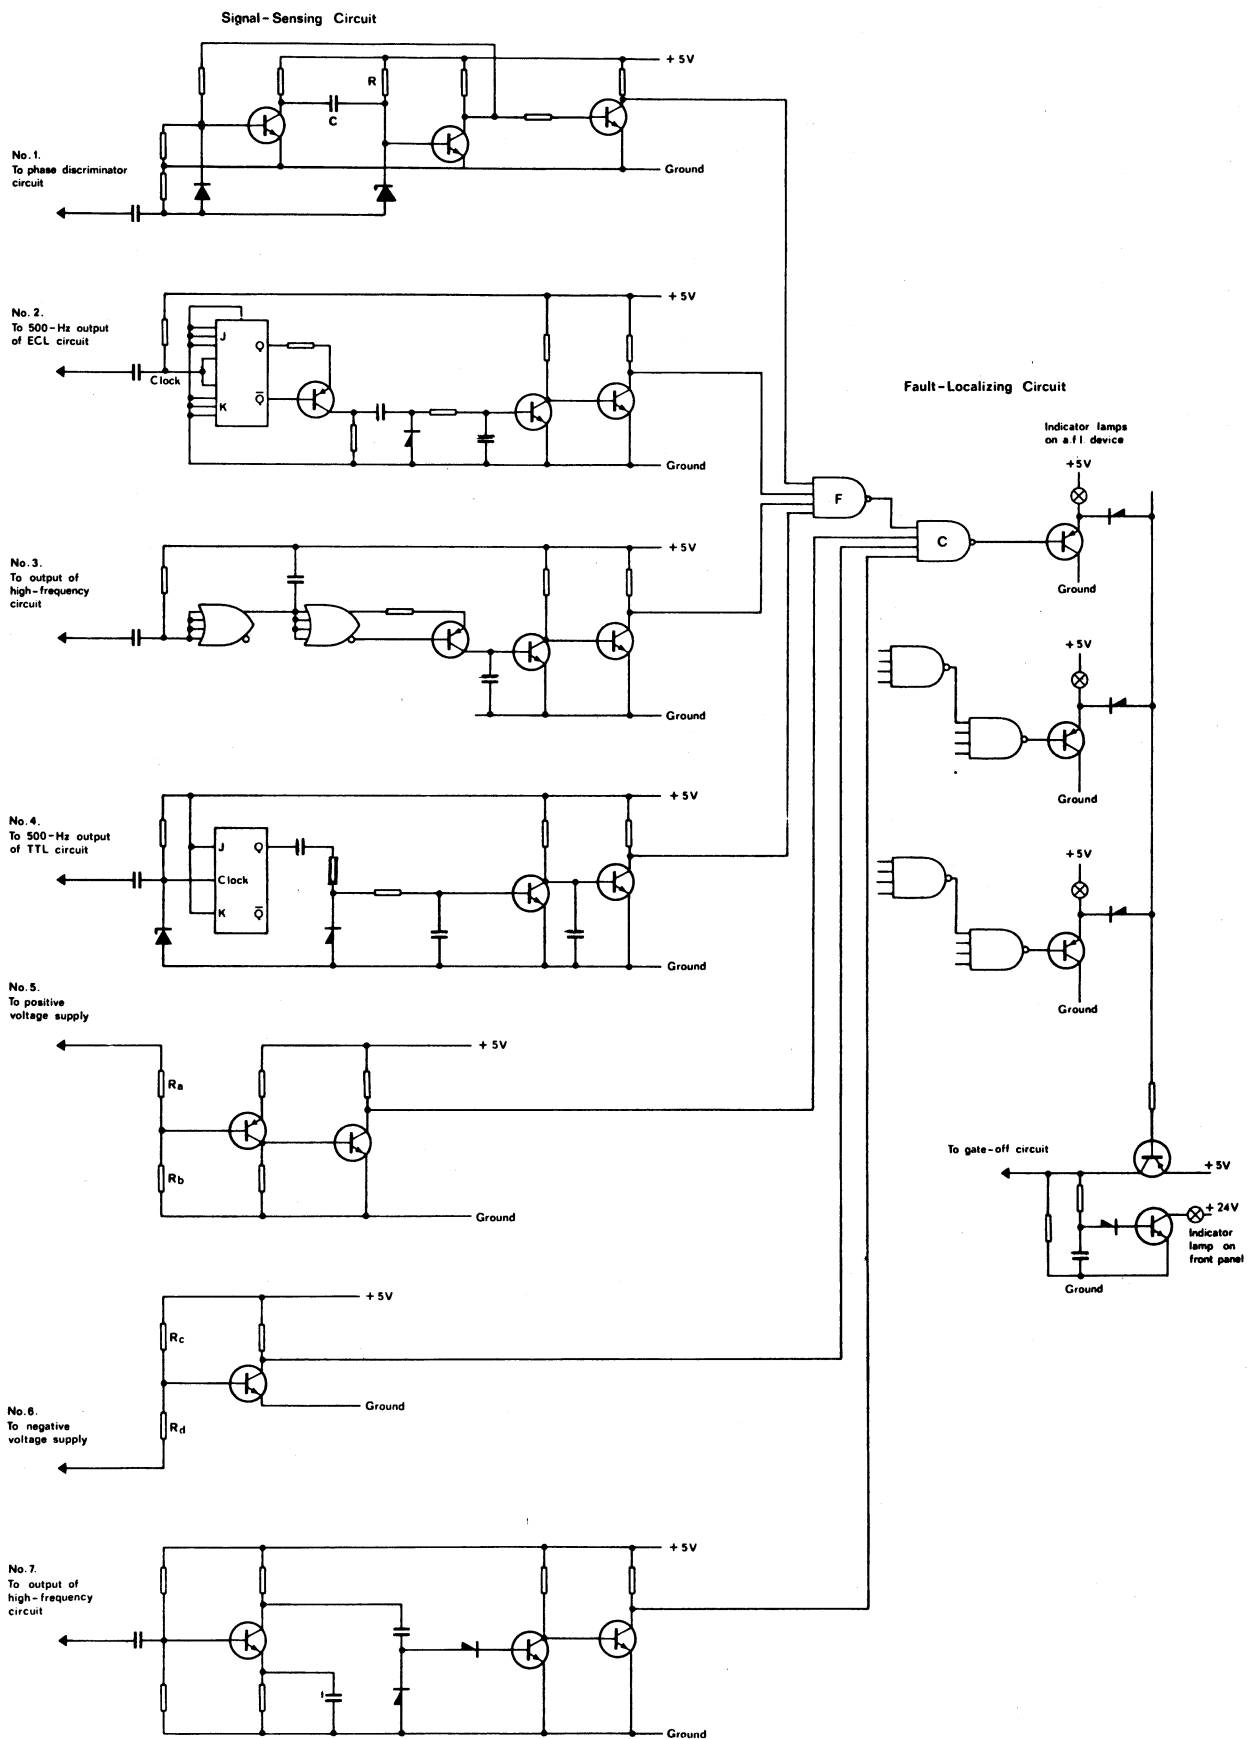 Signal-Sensing Circuit
+5V
R
C
No.1.
To phase discriminator
circuit
Ground
+5V
No.2.
To 500-Hz output
of ECL circuit
J
Q
Clock
K
Q̅
Ground
Fault-Localizing Circuit
Indicator lamps
on a.f.l. device
+5V
F
C
Ground
+5V
No.3.
To output of
high-frequency
circuit
Ground
+5V
Ground
+5V
No.4.
To 500-Hz output
of TTL circuit
J
Q
Clock
K
Q̅
Ground
+5V
Ground
No.5.
To positive
voltage supply
+5V
Ra
Rb
Ground
To gate-off circuit
+5V
+24V
Indicator
lamp on
front panel
Ground
+5V
Rc
Ground
No.6.
To negative
voltage supply
Rd
+5V
No.7.
To output of
high-frequency
circuit
Ground